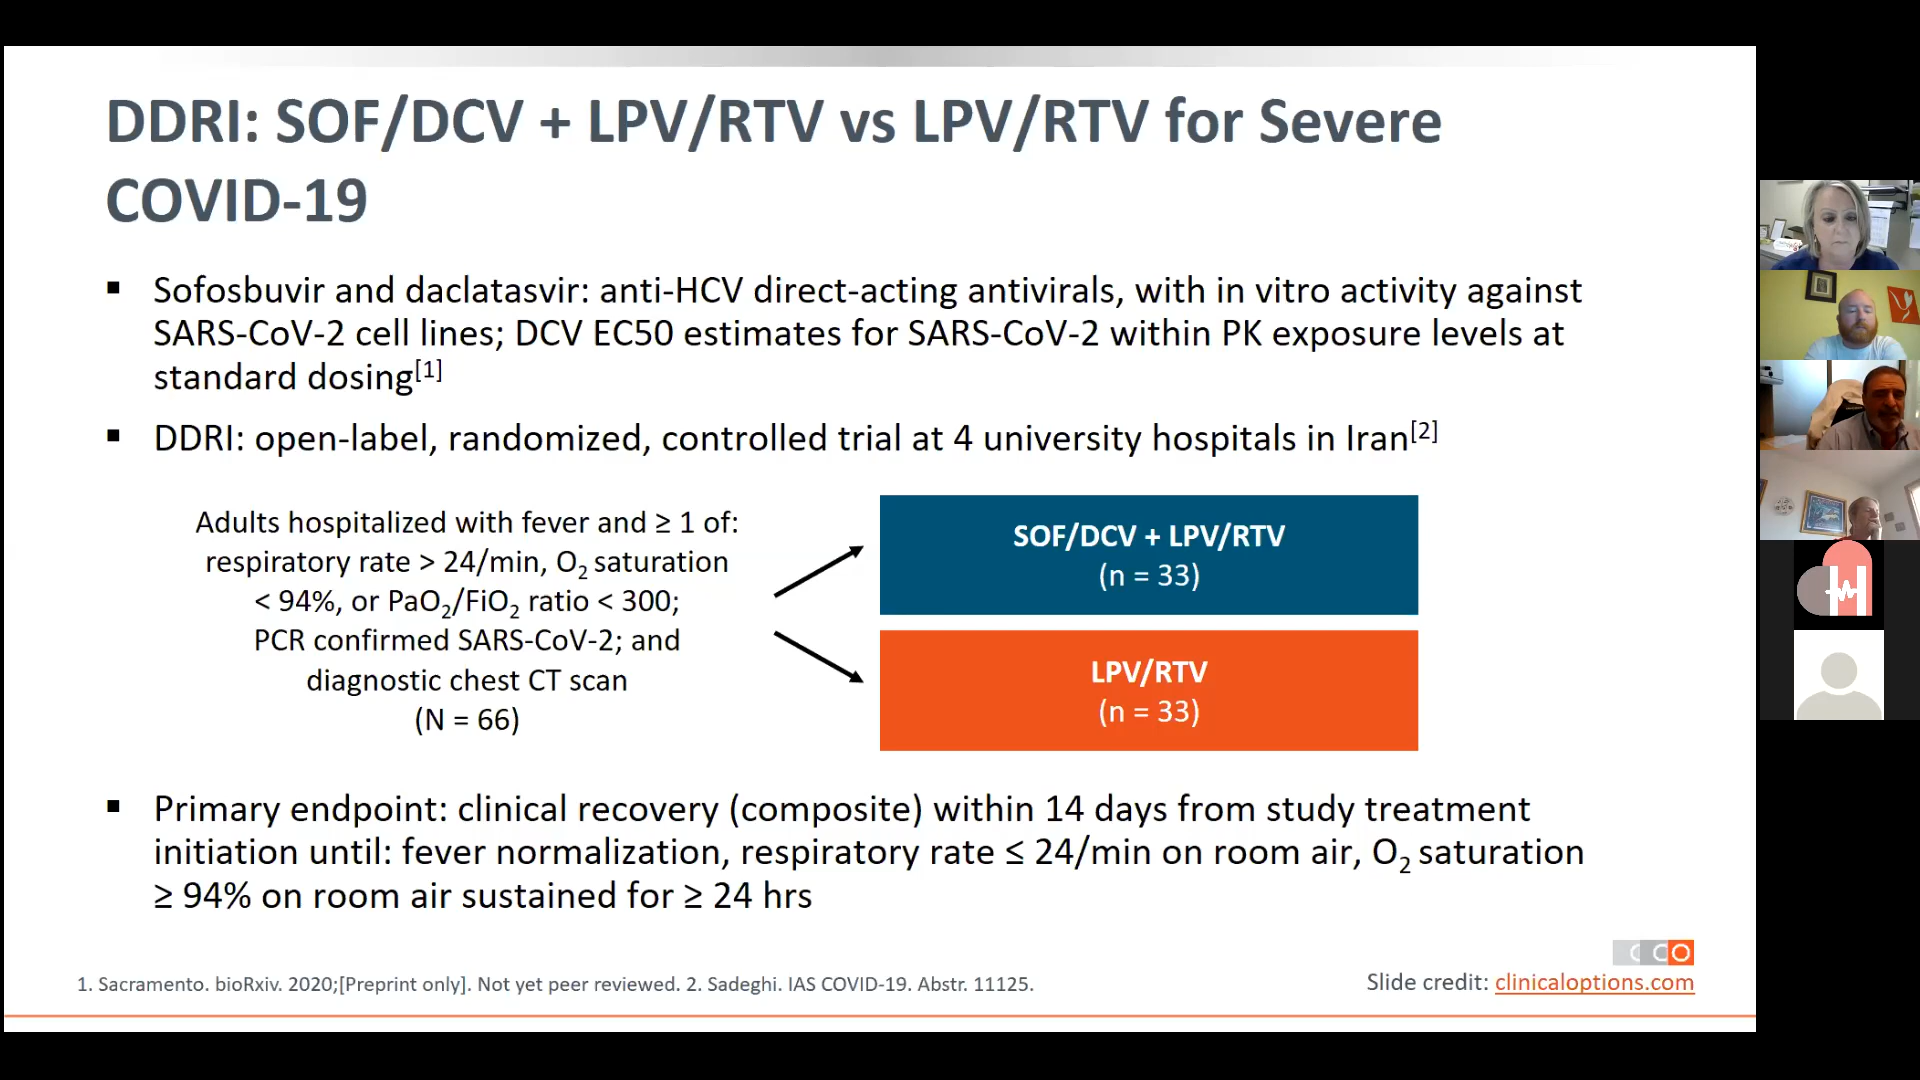 DDRI: SOF/DCV + LPV/RTV vs LPV/RTV for Severe
COVID-19
▪ Sofosbuvir and daclatasvir: anti-HCV direct-acting antivirals, with in vitro activity against
SARS-CoV-2 cell lines; DCV EC50 estimates for SARS-CoV-2 within PK exposure levels at
standard dosing[1]
▪ DDRI: open-label, randomized, controlled trial at 4 university hospitals in Iran[2]
Adults hospitalized with fever and ≥ 1 of:
respiratory rate > 24/min, O2 saturation
< 94%, or PaO2/FiO2 ratio < 300;
PCR confirmed SARS-CoV-2; and
diagnostic chest CT scan
(N = 66)
SOF/DCV + LPV/RTV
(n = 33)
LPV/RTV
(n = 33)
▪ Primary endpoint: clinical recovery (composite) within 14 days from study treatment
initiation until: fever normalization, respiratory rate ≤ 24/min on room air, O2 saturation
≥ 94% on room air sustained for ≥ 24 hrs
CCO
1. Sacramento. bioRxiv. 2020;[Preprint only]. Not yet peer reviewed. 2. Sadeghi. IAS COVID-19. Abstr. 11125.
Slide credit: clinicaloptions.com